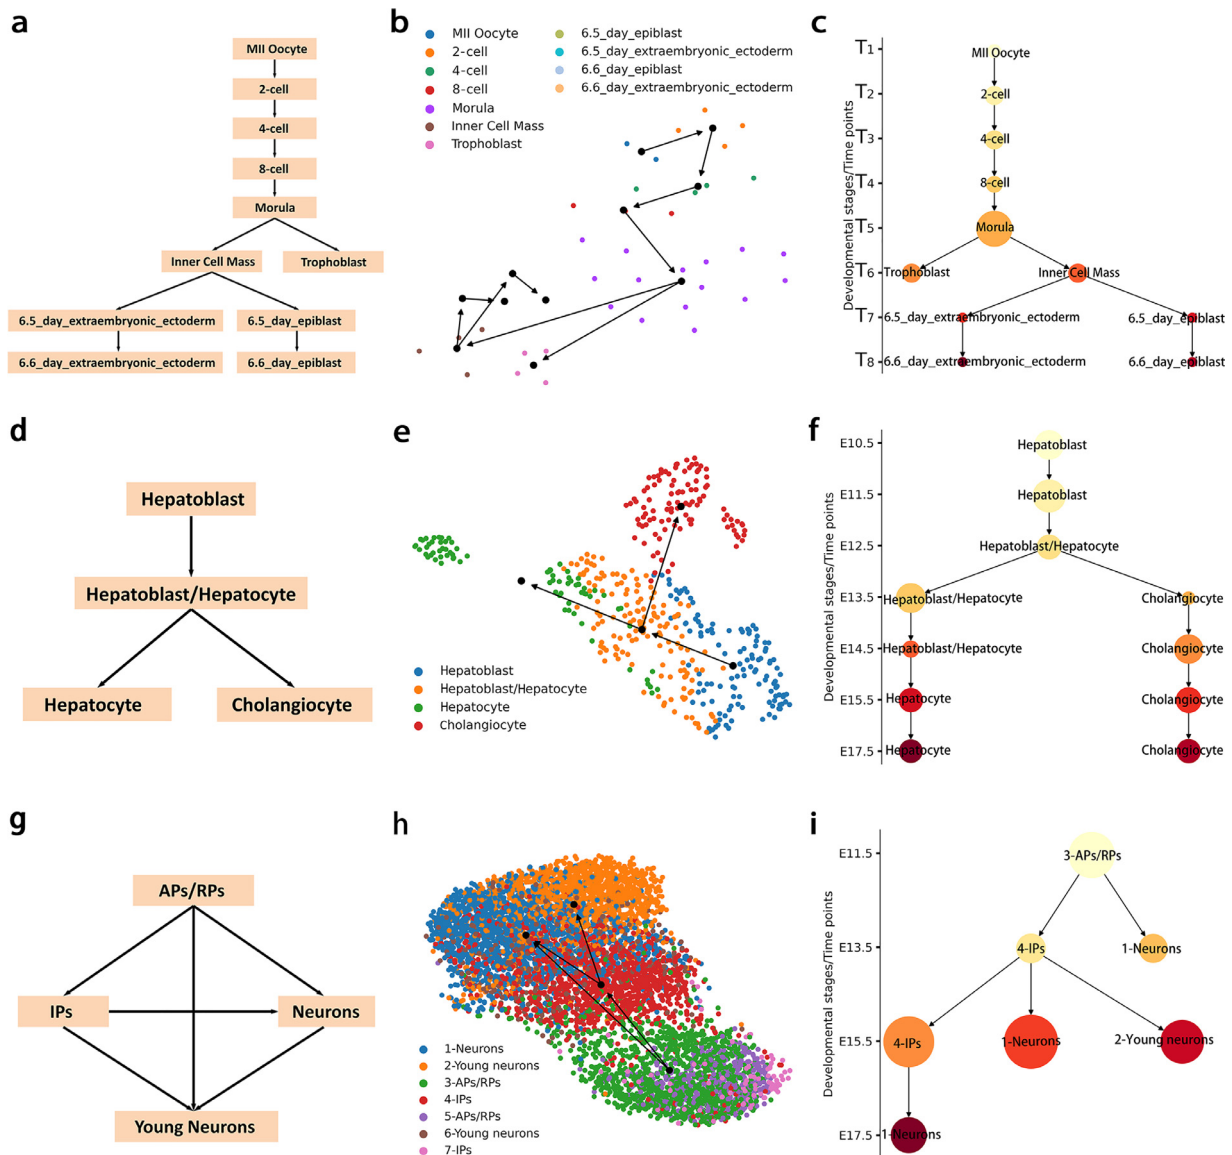 a
MII Oocyte
2-cell
4-cell
8-cell
Morula
Inner Cell Mass
Trophoblast
6.5_day_extraembryonic_ectoderm
6.5_day_epiblast
6.6_day_extraembryonic_ectoderm
6.6_day_epiblast
b
MII Oocyte
2-cell
4-cell
8-cell
Morula
Inner Cell Mass
Trophoblast
6.5_day_epiblast
6.5_day_extraembryonic_ectoderm
6.6_day_epiblast
6.6_day_extraembryonic_ectoderm
c
Developmental stages/Time points
T1
MII Oocyte
T2
2-cell
T3
4-cell
T4
8-cell
T5
Morula
T6
Trophoblast
Inner Cell Mass
T7
6.5_day_extraembryonic_ectoderm
6.5_day_epiblast
T8
6.6_day_extraembryonic_ectoderm
6.6_day_epiblast
d
Hepatoblast
Hepatoblast/Hepatocyte
Hepatocyte
Cholangiocyte
e
Hepatoblast
Hepatoblast/Hepatocyte
Hepatocyte
Cholangiocyte
f
Developmental stages/Time points
E10.5
Hepatoblast
E11.5
Hepatoblast
E12.5
Hepatoblast/Hepatocyte
E13.5
Hepatoblast/Hepatocyte
Cholangiocyte
E14.5
Hepatoblast/Hepatocyte
Cholangiocyte
E15.5
Hepatocyte
Cholangiocyte
E17.5
Hepatocyte
Cholangiocyte
g
APs/RPs
IPs
Neurons
Young Neurons
h
1-Neurons
2-Young neurons
3-APs/RPs
4-IPs
5-APs/RPs
6-Young neurons
7-IPs
i
Developmental stages/Time points
E11.5
3-APs/RPs
E13.5
4-IPs
1-Neurons
E15.5
4-IPs
1-Neurons
2-Young neurons
E17.5
1-Neurons